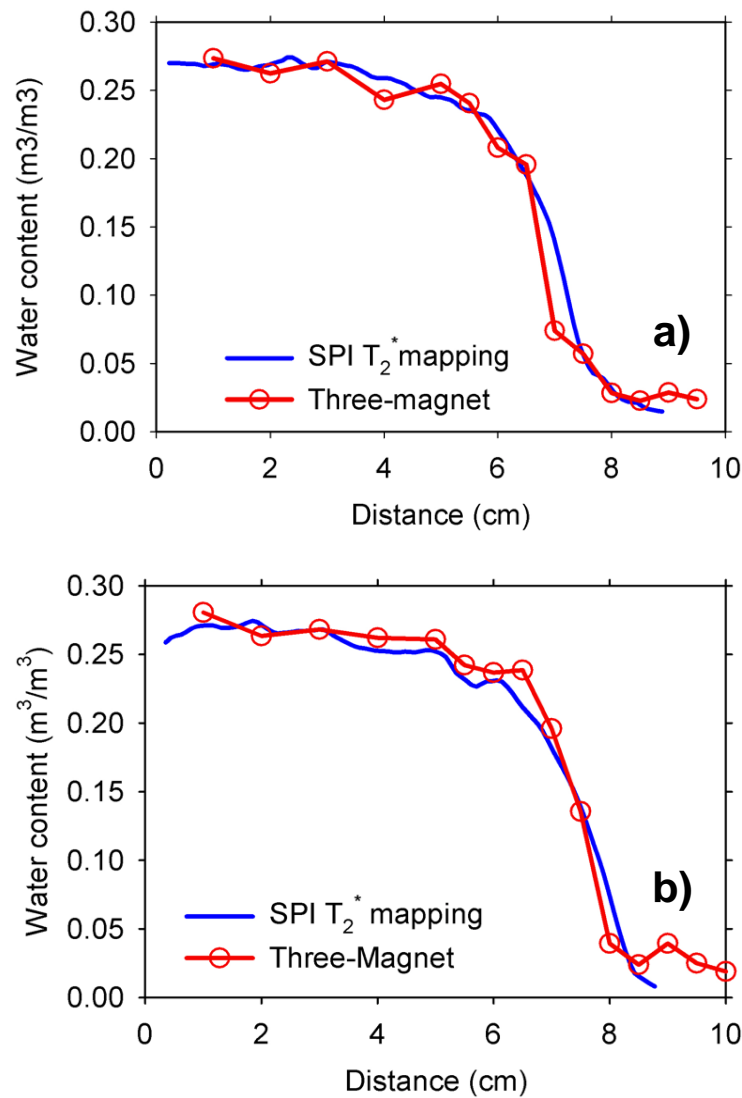 0.30
0.25
0.20
0.15
0.10
0.05
0.00
Water content (m3/m3)
a)
SPI T2* mapping
Three-magnet
0 2 4 6 8 10
Distance (cm)
0.30
0.25
0.20
0.15
0.10
0.05
0.00
Water content (m³/m³)
b)
SPI T2* mapping
Three-Magnet
0 2 4 6 8 10
Distance (cm)